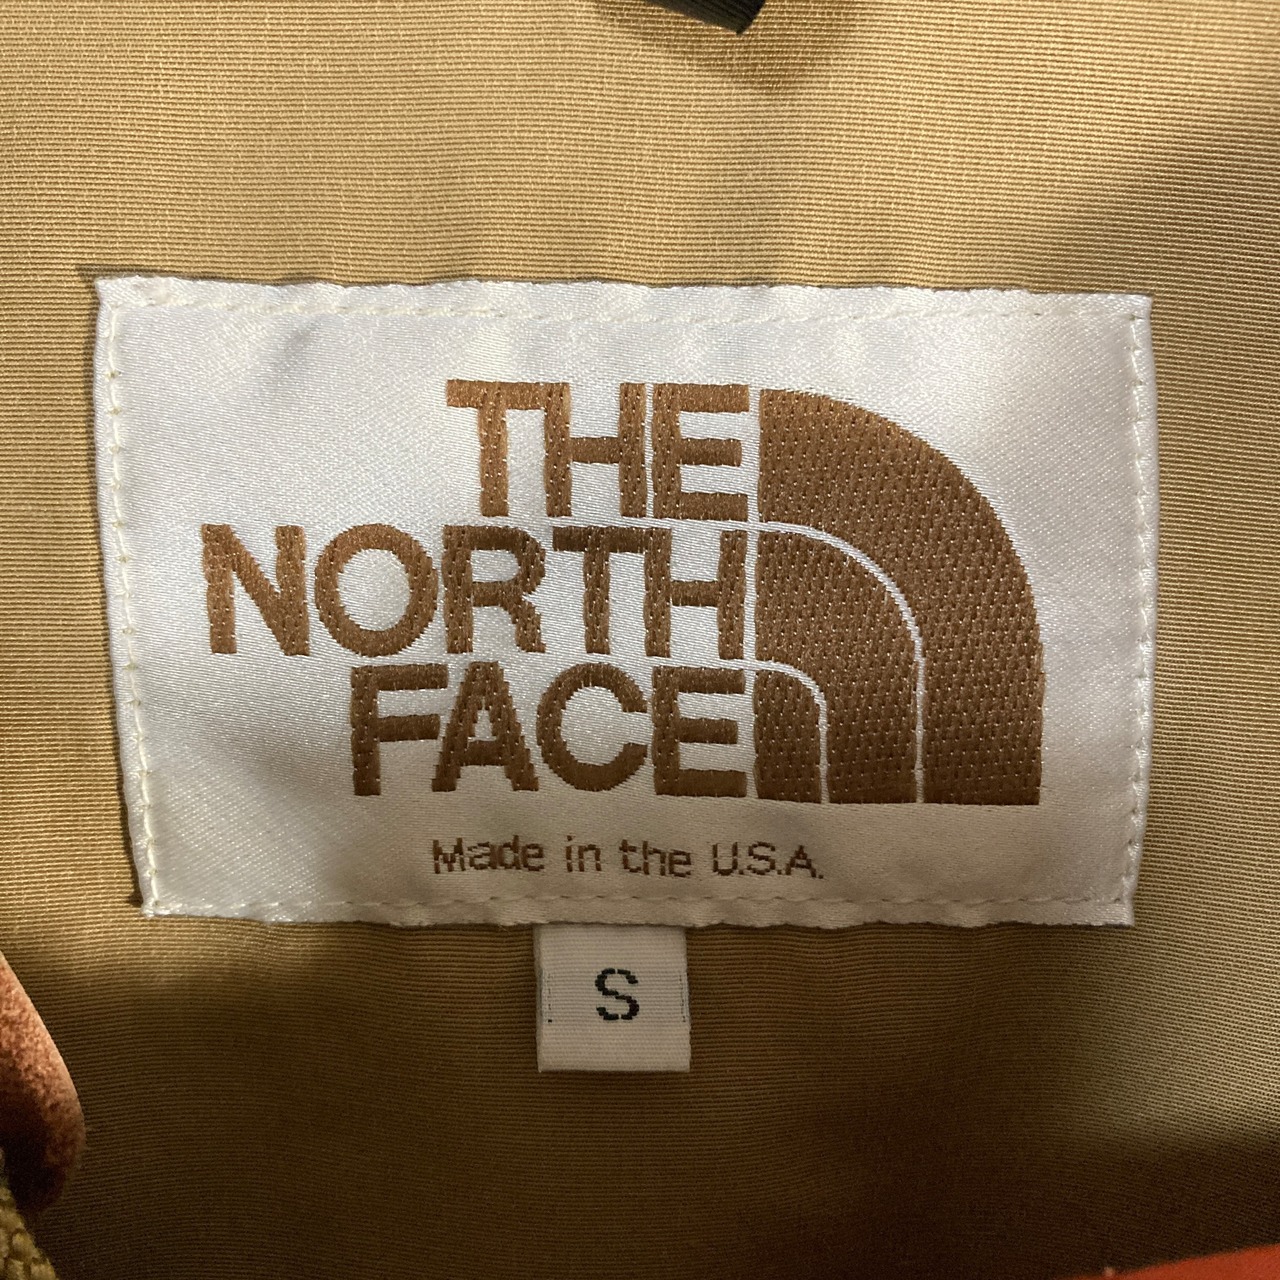 THE
NORTH
FACE
Made in the U.S.A.
S